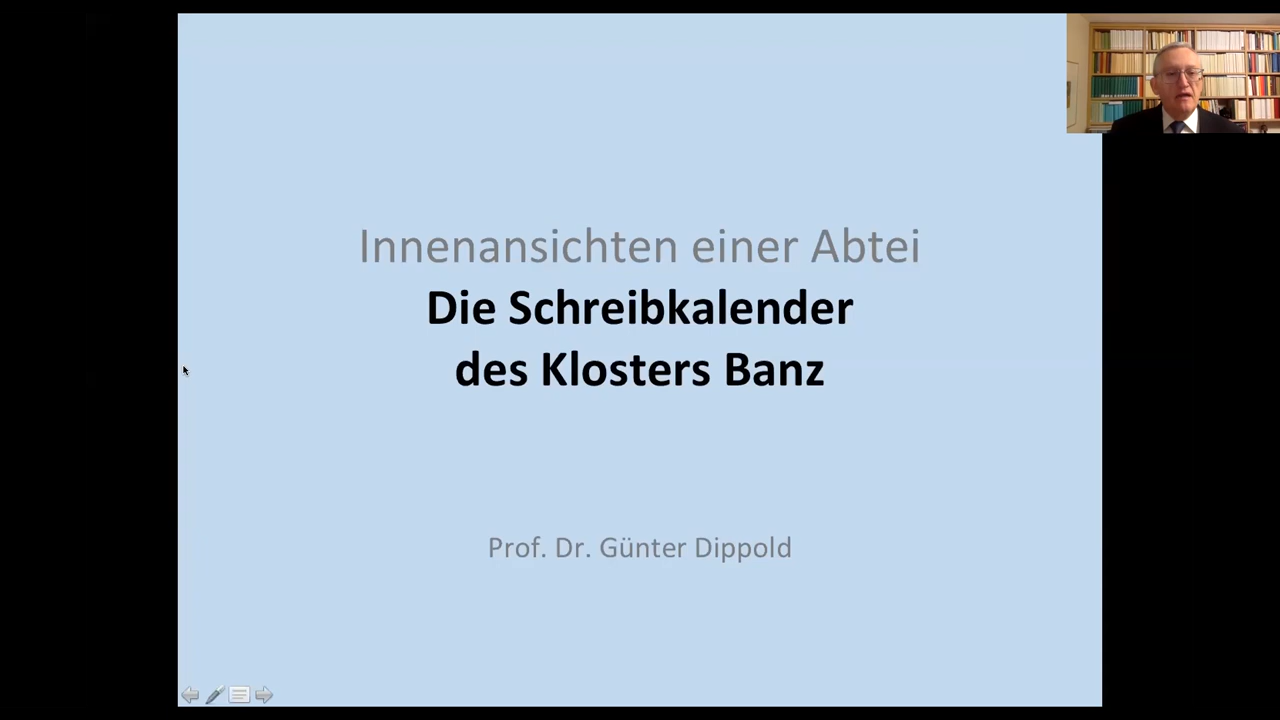 Innenansichten einer Abtei
Die Schreibkalender
des Klosters Banz
Prof. Dr. Günter Dippold